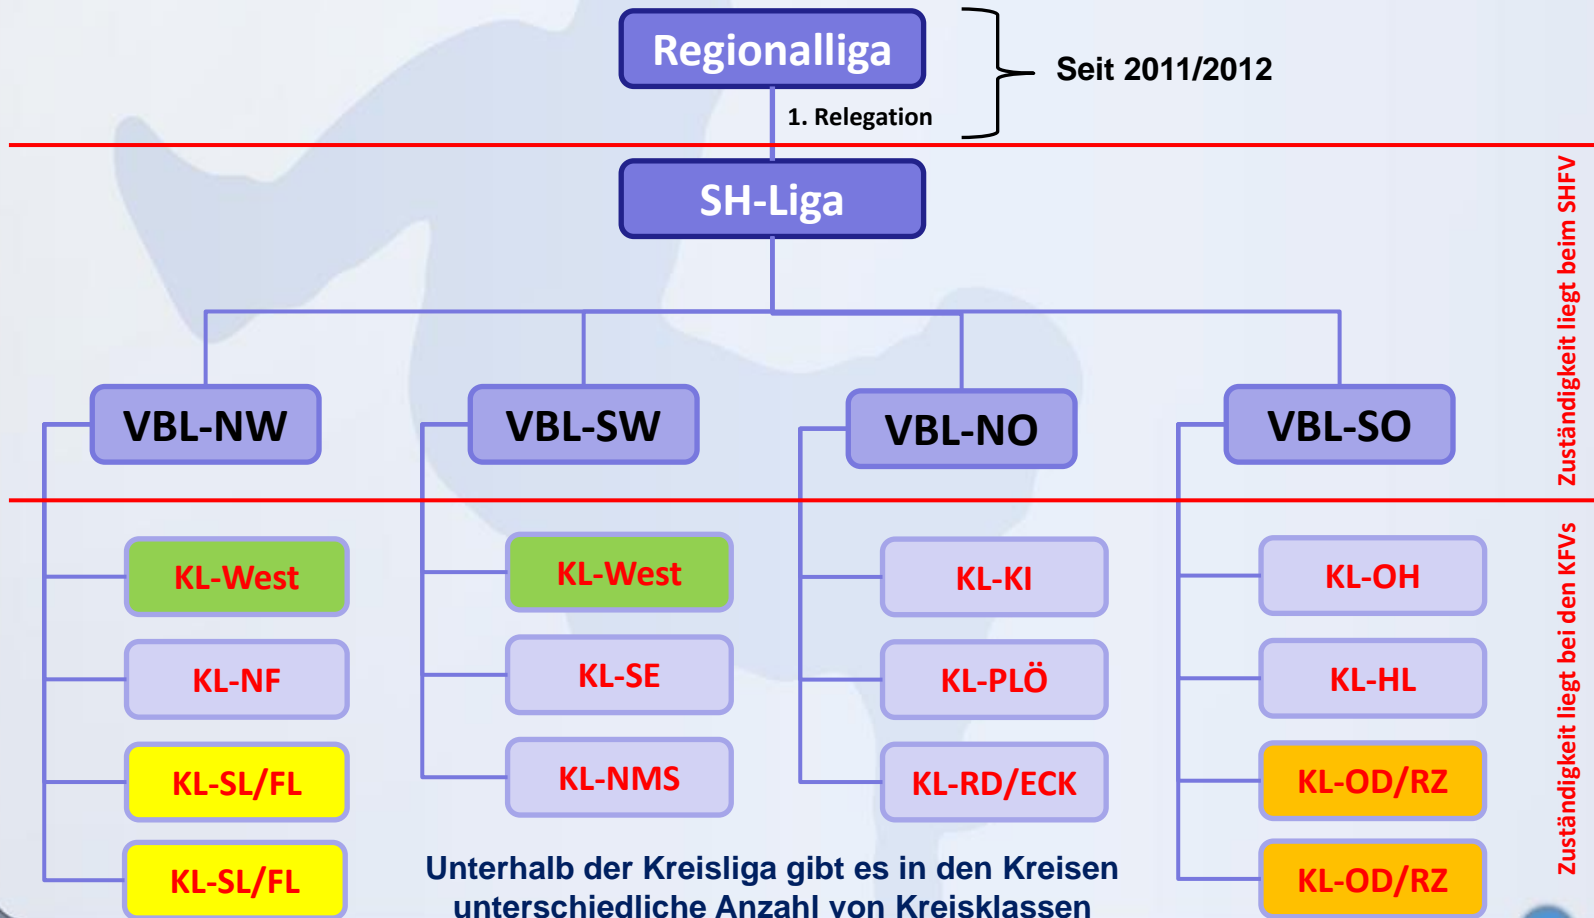 Regionalliga
Seit 2011/2012
1. Relegation
SH-Liga
Zuständigkeit liegt beim SHFV
VBL-NW
VBL-SW
VBL-NO
VBL-SO
Zuständigkeit liegt bei den KFVs
KL-West
KL-NF
KL-SL/FL
KL-SL/FL
KL-West
KL-SE
KL-NMS
KL-KI
KL-PLÖ
KL-RD/ECK
KL-OH
KL-HL
KL-OD/RZ
KL-OD/RZ
Unterhalb der Kreisliga gibt es in den Kreisen
unterschiedliche Anzahl von Kreisklassen